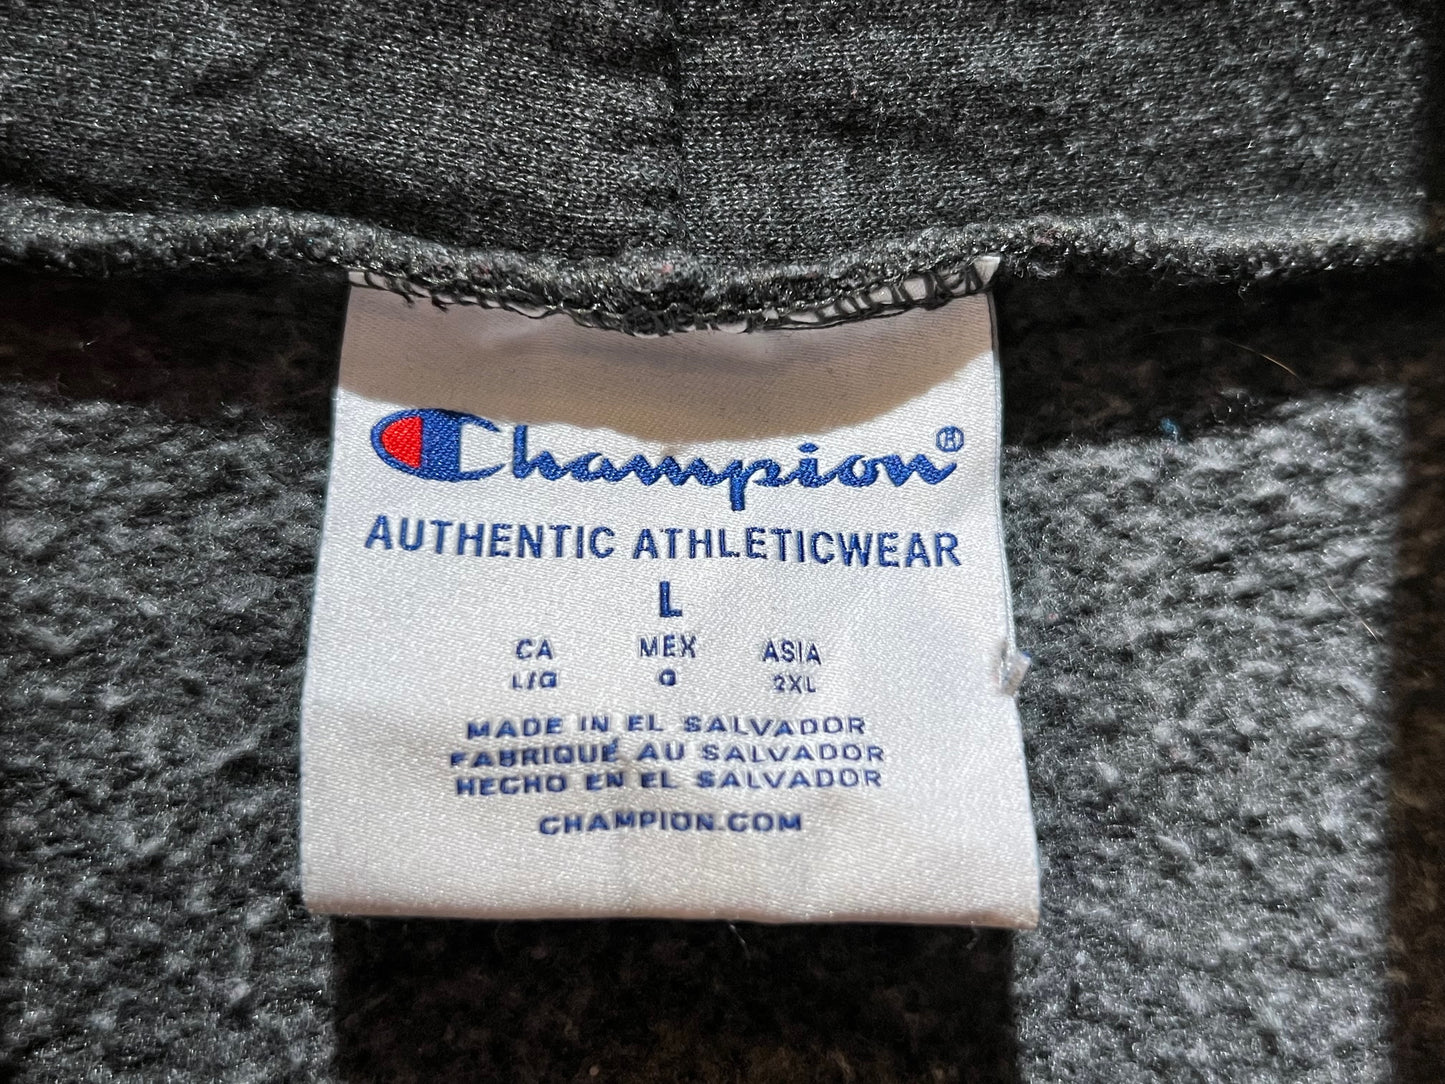 Champion®
AUTHENTIC ATHLETICWEAR
L
CA MEX ASIA
L/G G 2XL
MADE IN EL SALVADOR
FABRIQUÉ AU SALVADOR
HECHO EN EL SALVADOR
CHAMPION.COM